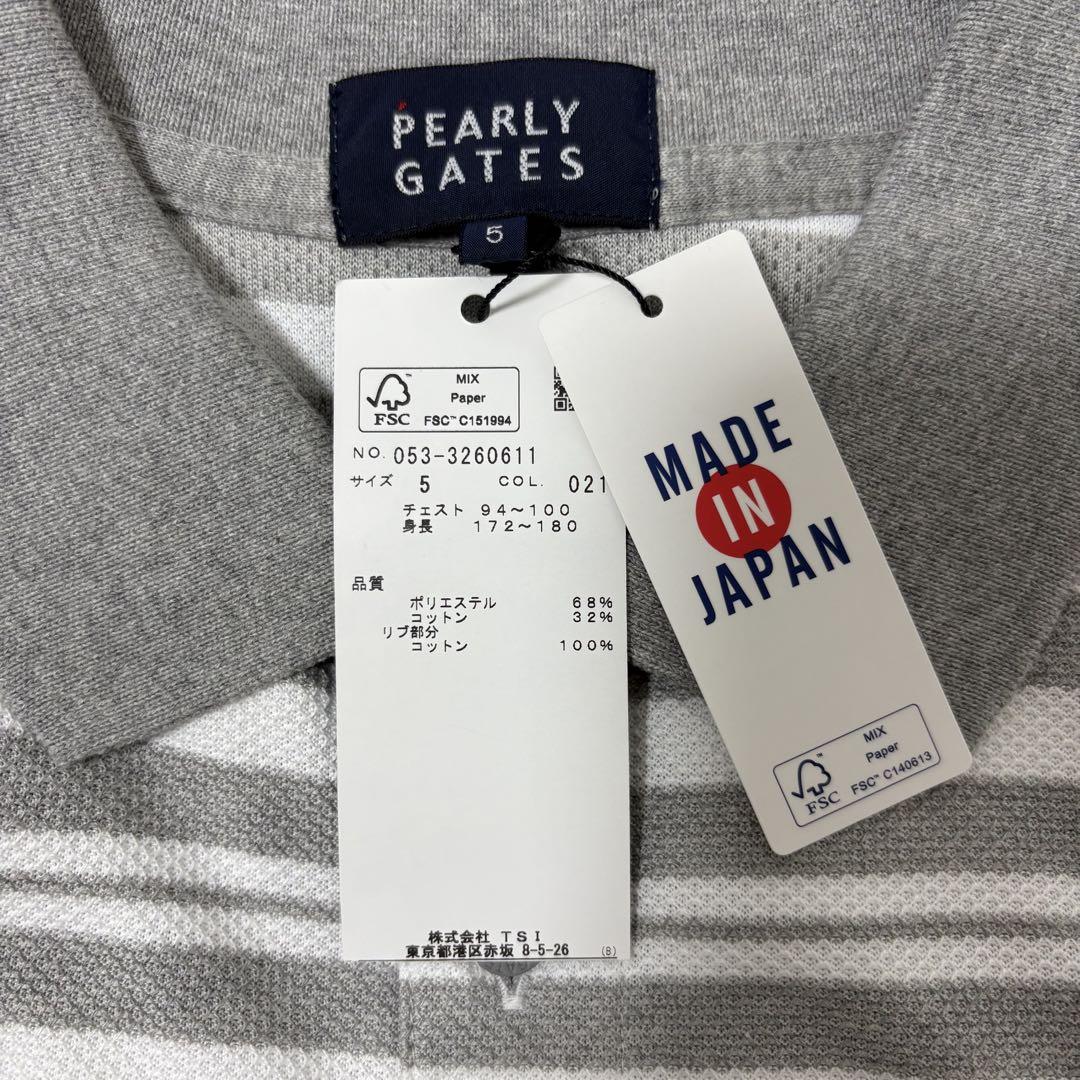 PEARLY
GATES
5
FSC™
MIX
Paper
FSC™ C151994
NO. 053-3260611
サイズ 5 COL. 021
チェスト 94～100
身長 172～180
品質
ポリエステル 68%
コットン 32%
リブ部分
コットン 100%
株式会社 TSI
東京都港区赤坂 8-5-26 (B)
MADE
IN
JAPAN
FSC™
MIX
Paper
FSC™ C140613